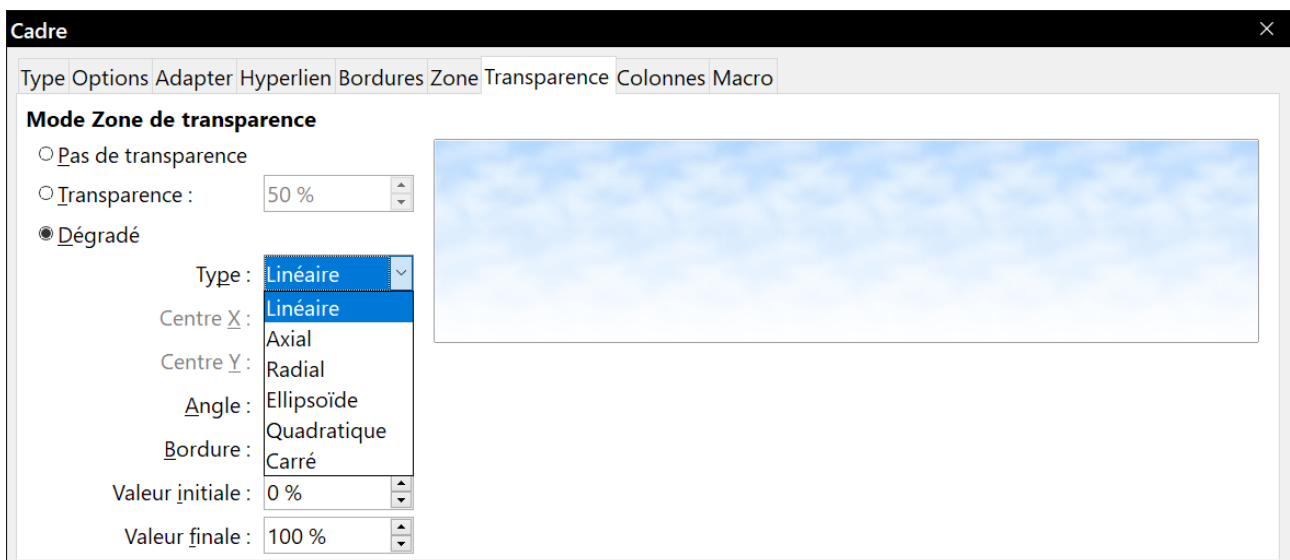 Cadre
Type Options Adapter Hyperlien Bordures Zone Transparence Colonnes Macro
Mode Zone de transparence
Pas de transparence
Transparence : 50 %
Dégradé
Type : Linéaire
Linéaire
Centre X :
Axial
Centre Y :
Radial
Angle :
Ellipsoïde
Quadratique
Bordure :
Carré
Valeur initiale : 0 %
Valeur finale : 100 %